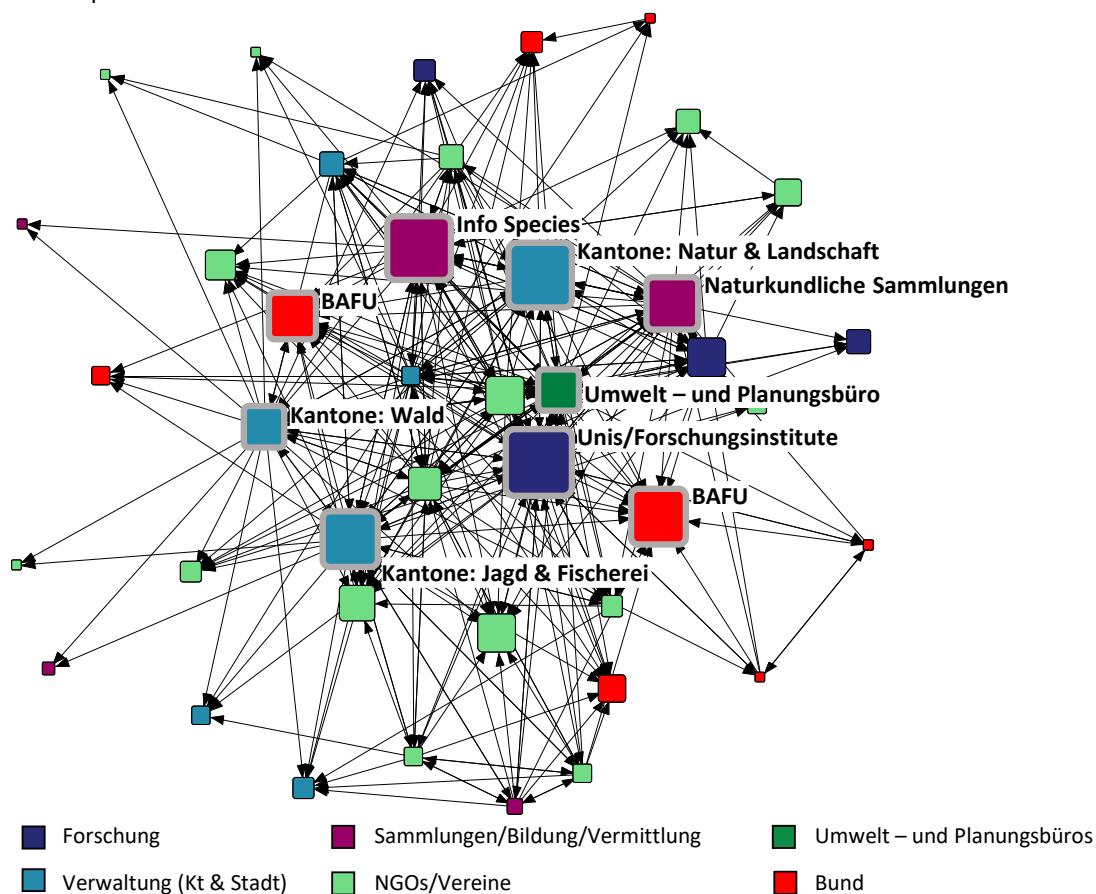 Info Species
Kantone: Natur & Landschaft
Naturkundliche Sammlungen
BAFU
Umwelt – und Planungsbüro
Kantone: Wald
Unis/Forschungsinstitute
BAFU
Kantone: Jagd & Fischerei
Forschung
Sammlungen/Bildung/Vermittlung
Umwelt – und Planungsbüros
Verwaltung (Kt & Stadt)
NGOs/Vereine
Bund